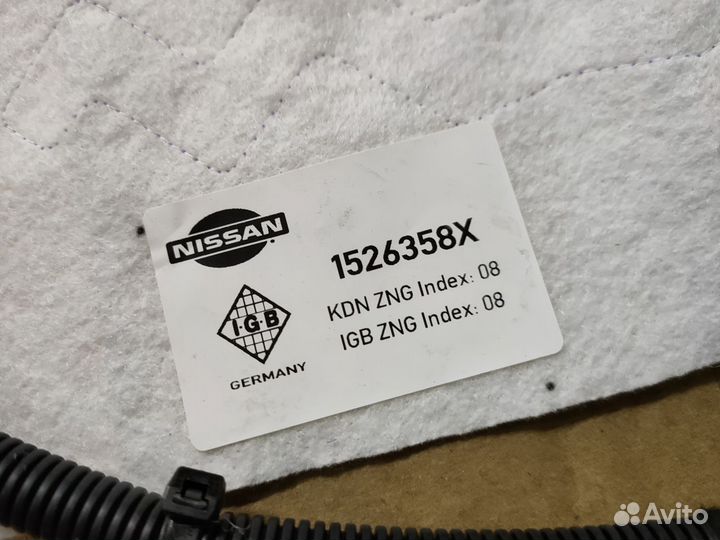 NISSAN
1526358X
KDN ZNG Index: 08
IGB ZNG Index: 08
I·G·B
GERMANY
Avito